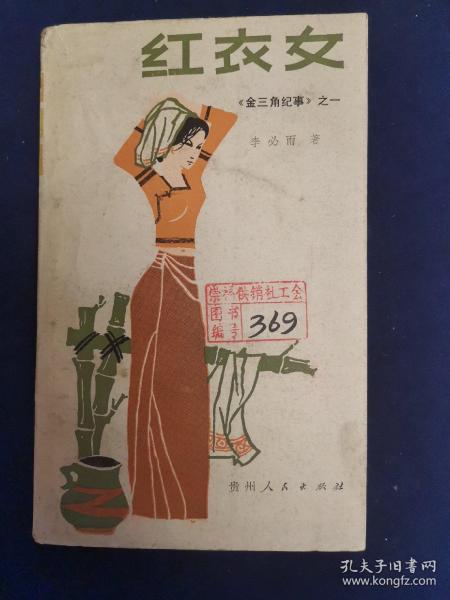 红衣女
《金三角纪事》之一
李必雨 著
供销社工会
图书
编号
369
贵州人民出版社
孔夫子旧书网
www.kongfz.com